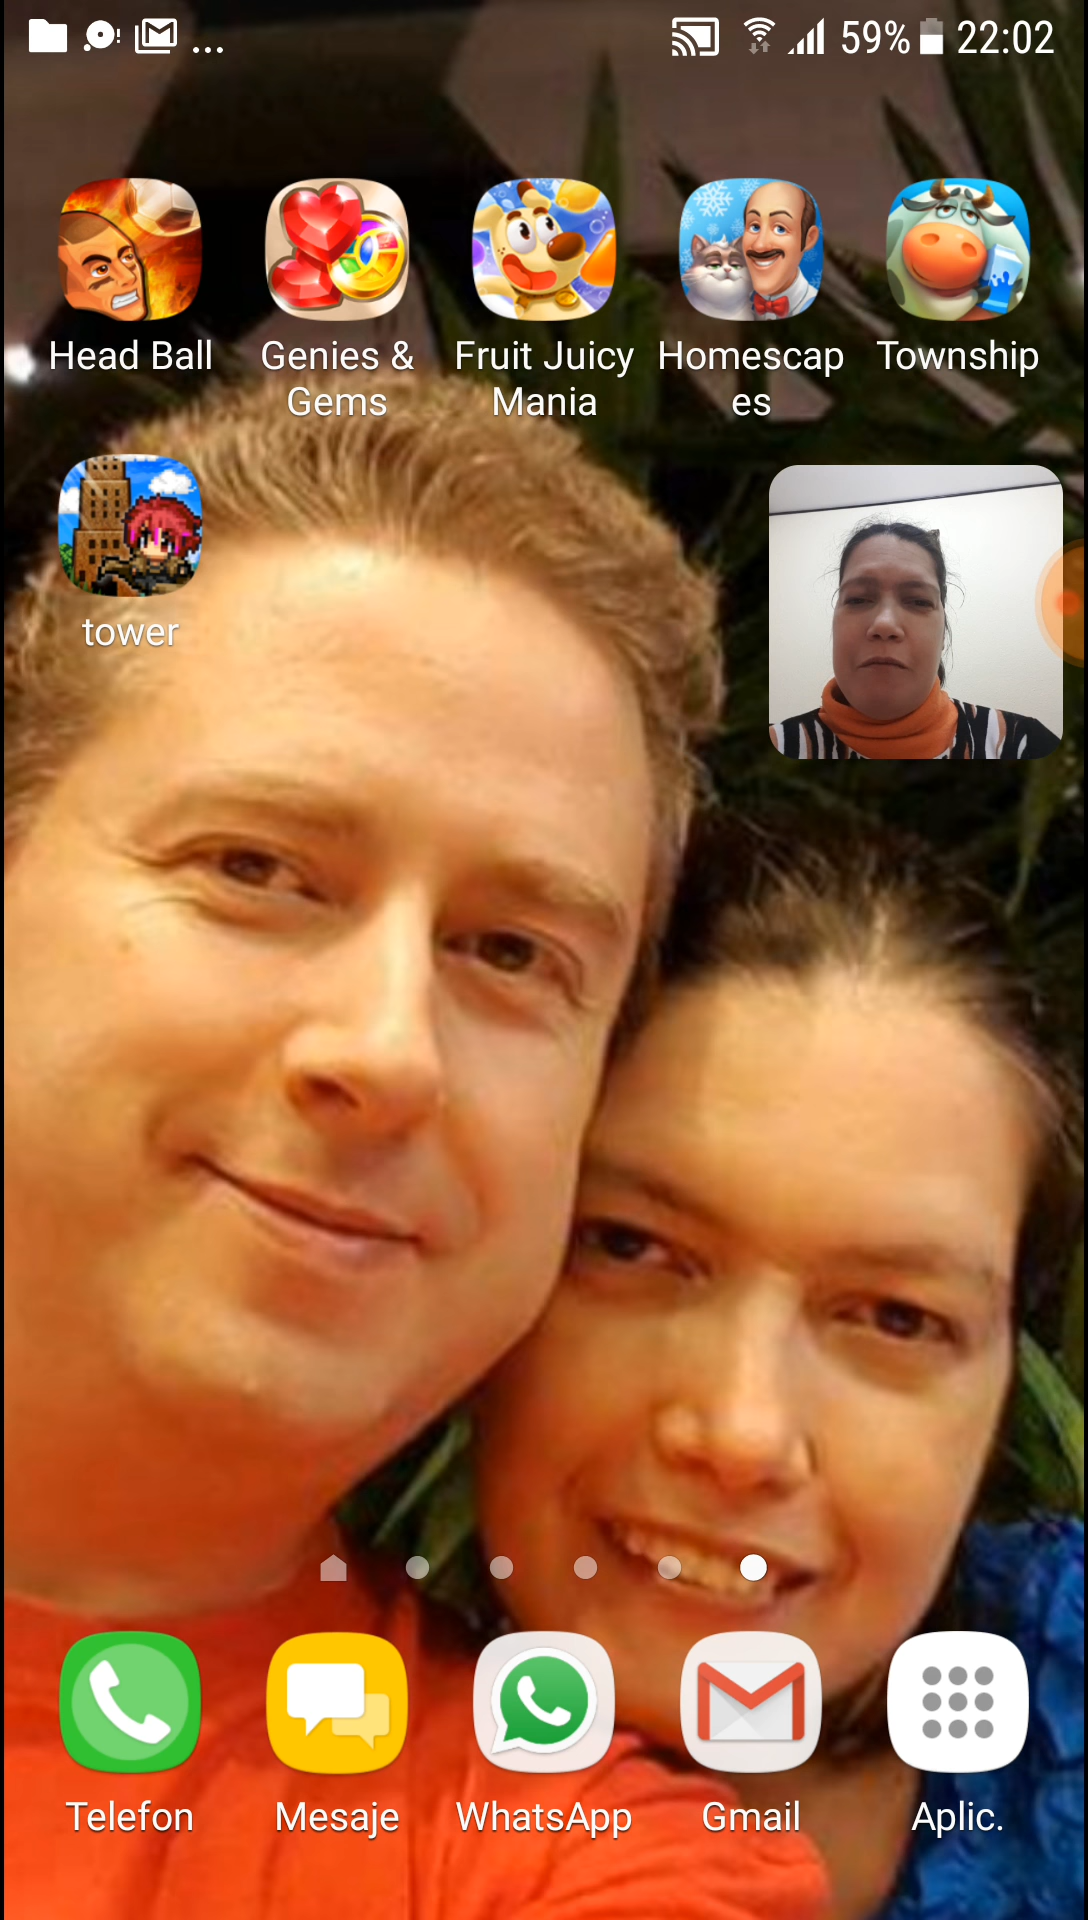 ... 59% 22:02
Head Ball Genies & Fruit Juicy Homescap Township
Gems Mania es
tower
Telefon Mesaje WhatsApp Gmail Aplic.